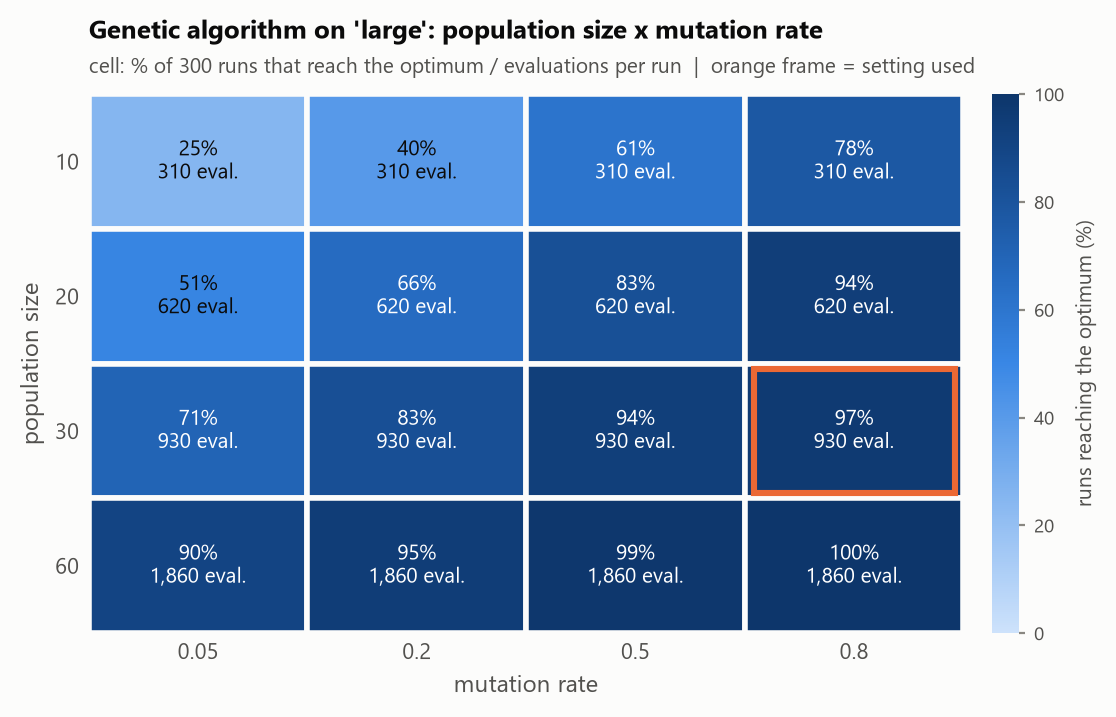 Genetic algorithm on 'large': population size x mutation rate
cell: % of 300 runs that reach the optimum / evaluations per run | orange frame = setting used
population size
10
25%
310 eval.
40%
310 eval.
61%
310 eval.
78%
310 eval.
20
51%
620 eval.
66%
620 eval.
83%
620 eval.
94%
620 eval.
30
71%
930 eval.
83%
930 eval.
94%
930 eval.
97%
930 eval.
60
90%
1,860 eval.
95%
1,860 eval.
99%
1,860 eval.
100%
1,860 eval.
0.05
0.2
0.5
0.8
mutation rate
100
80
60
40
20
0
runs reaching the optimum (%)